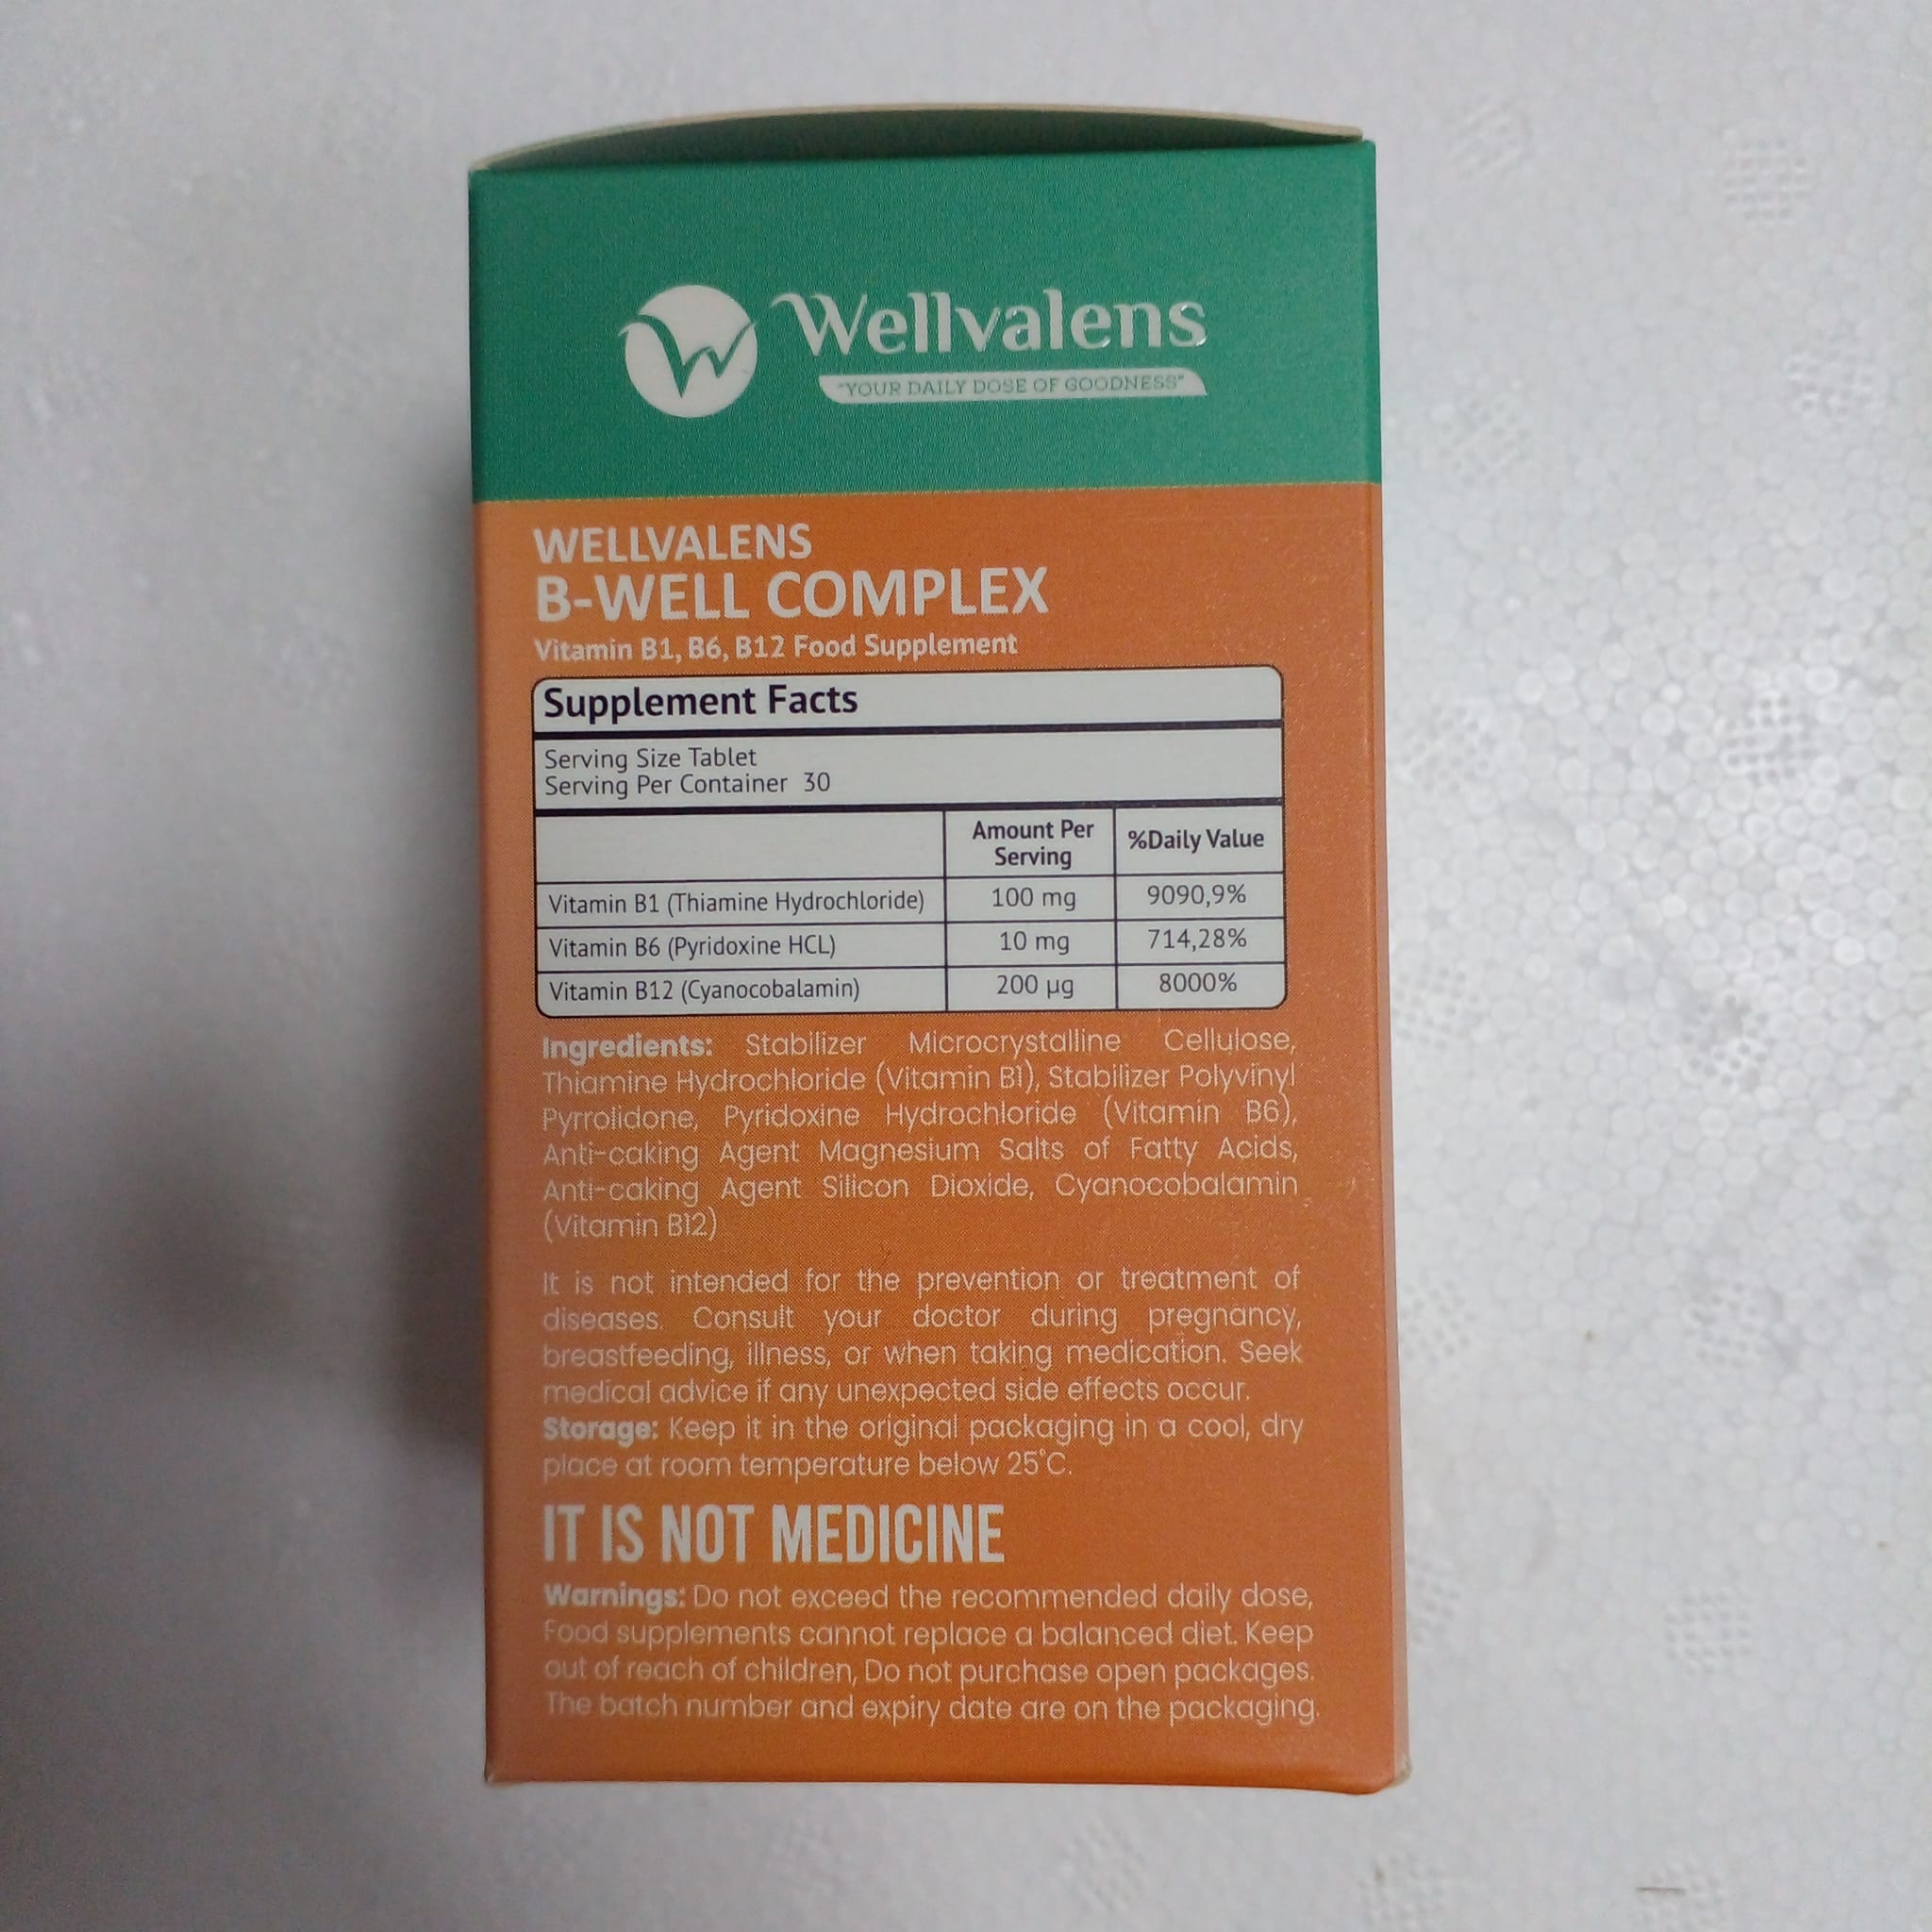 Wellvalens
"YOUR DAILY DOSE OF GOODNESS"
WELLVALENS
B-WELL COMPLEX
Vitamin B1, B6, B12 Food Supplement
Supplement Facts
Serving Size Tablet
Serving Per Container 30
Amount Per Serving %Daily Value
Vitamin B1 (Thiamine Hydrochloride) 100 mg 9090,9%
Vitamin B6 (Pyridoxine HCL) 10 mg 714,28%
Vitamin B12 (Cyanocobalamin) 200 µg 8000%
Ingredients: Stabilizer Microcrystalline Cellulose,
Thiamine Hydrochloride (Vitamin B1), Stabilizer Polyvinyl
Pyrrolidone, Pyridoxine Hydrochloride (Vitamin B6),
Anti-caking Agent Magnesium Salts of Fatty Acids,
Anti-caking Agent Silicon Dioxide, Cyanocobalamin
(Vitamin B12)
It is not intended for the prevention or treatment of
diseases. Consult your doctor during pregnancy,
breastfeeding, illness, or when taking medication. Seek
medical advice if any unexpected side effects occur.
Storage: Keep it in the original packaging in a cool, dry
place at room temperature below 25°C.
IT IS NOT MEDICINE
Warnings: Do not exceed the recommended daily dose,
Food supplements cannot replace a balanced diet. Keep
out of reach of children, Do not purchase open packages.
The batch number and expiry date are on the packaging.